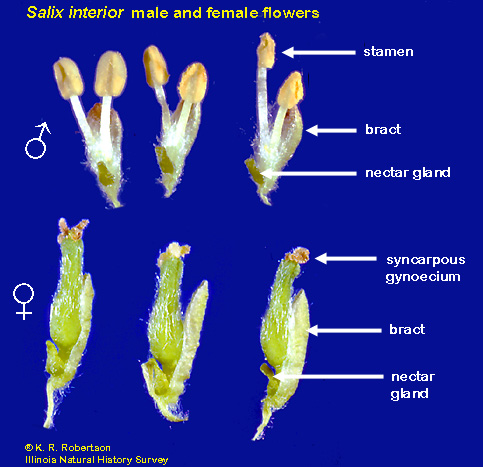 Salix interior male and female flowers
stamen
♂
bract
nectar gland
♀
syncarpous
gynoecium
bract
nectar
gland
® K. R. Robertson
Illinois Natural History Survey